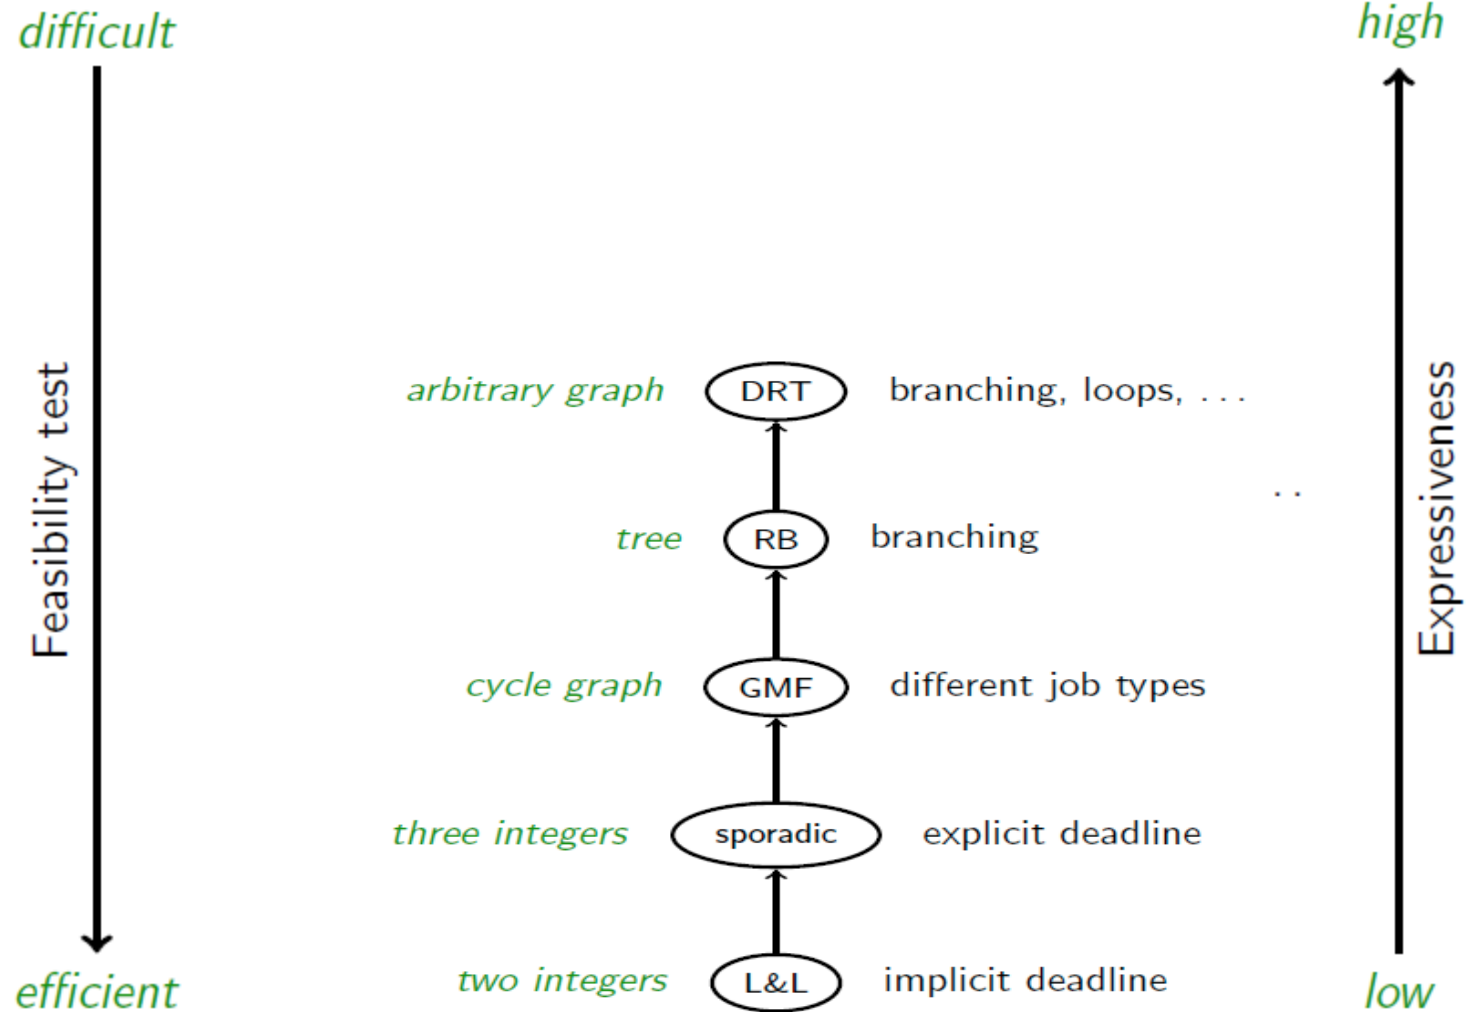 difficult
high
Feasibility test
Expressiveness
arbitrary graph DRT branching, loops, ...
. .
tree RB branching
cycle graph GMF different job types
three integers sporadic explicit deadline
two integers L&L implicit deadline
efficient
low